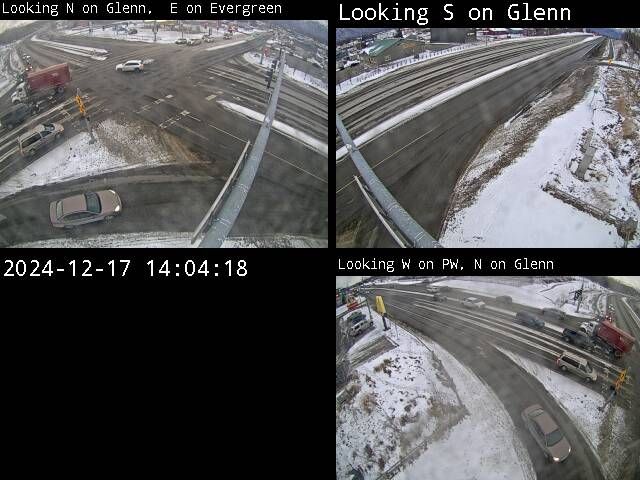 Looking N on Glenn,  E on Evergreen
Looking S on Glenn
2024-12-17 14:04:18
Looking W on PW, N on Glenn